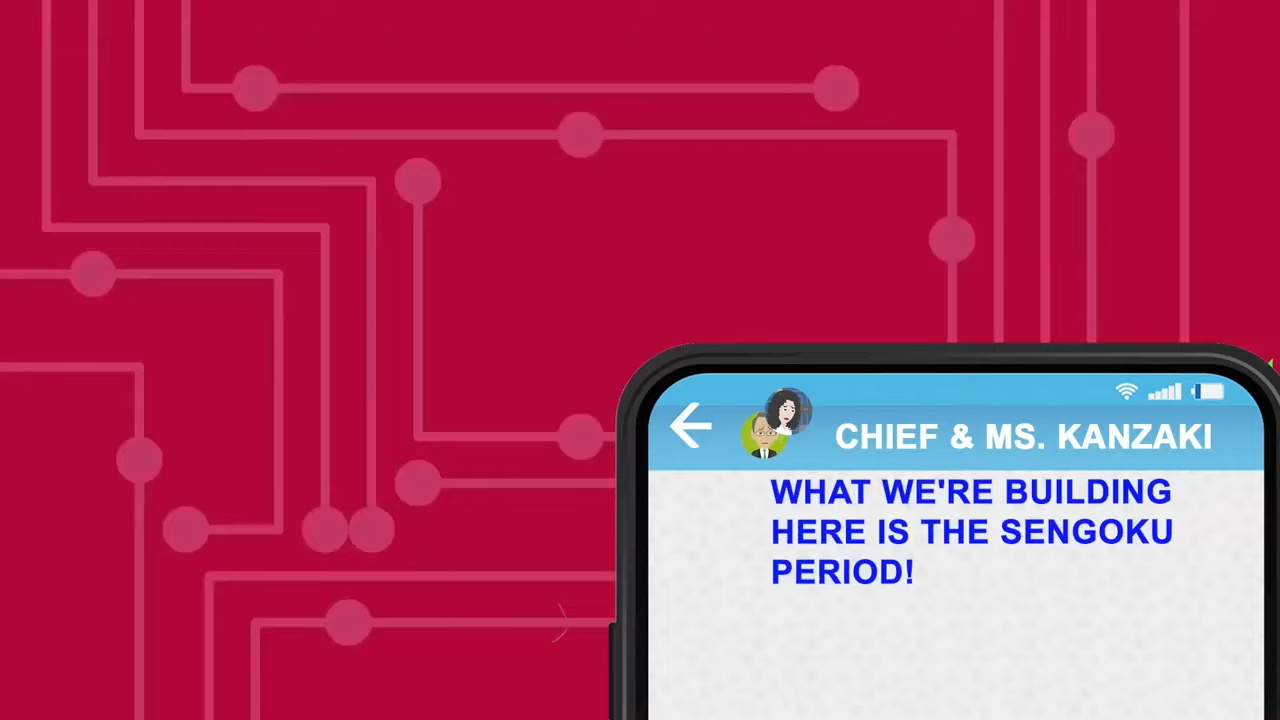 CHIEF & MS. KANZAKI
WHAT WE'RE BUILDING
HERE IS THE SENGOKU
PERIOD!